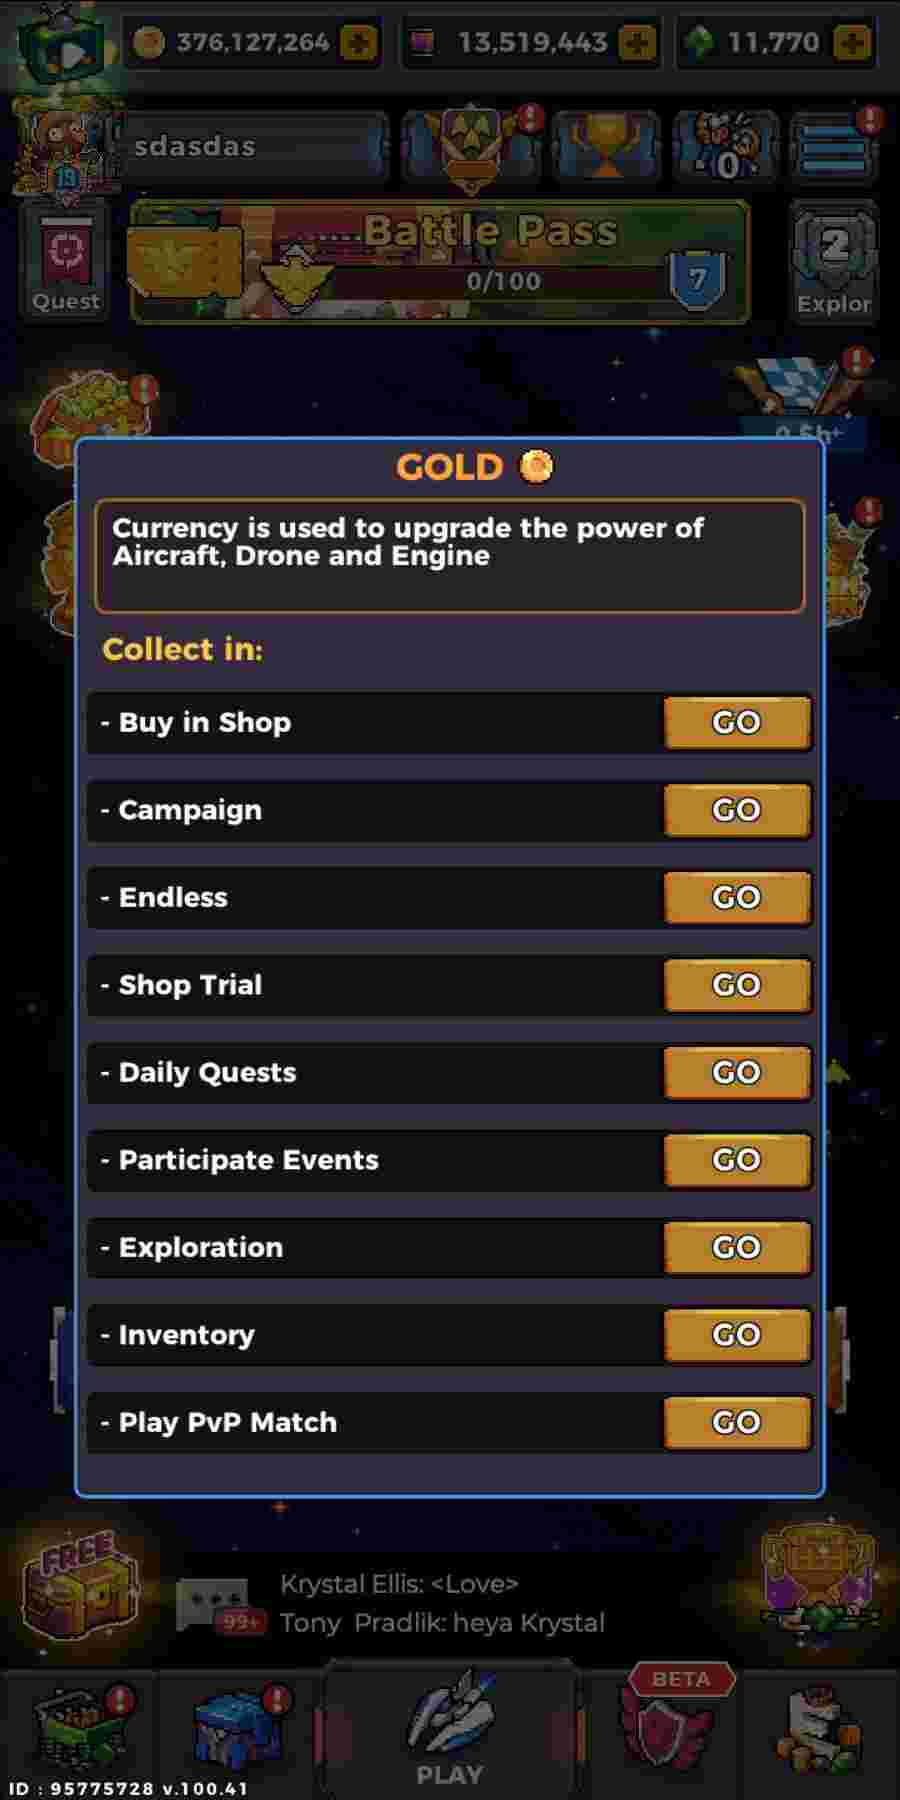 376,127,264
13,519,443
11,770
sdasdas
19
0
Battle Pass
0/100
7
Quest
2
Explor
GOLD
Currency is used to upgrade the power of
Aircraft, Drone and Engine
Collect in:
- Buy in Shop GO
- Campaign GO
- Endless GO
- Shop Trial GO
- Daily Quests GO
- Participate Events GO
- Exploration GO
- Inventory GO
- Play PvP Match GO
FREE
99+
Krystal Ellis: <Love>
Tony Pradlik: heya Krystal
BETA
PLAY
ID : 95775728 v.100.41